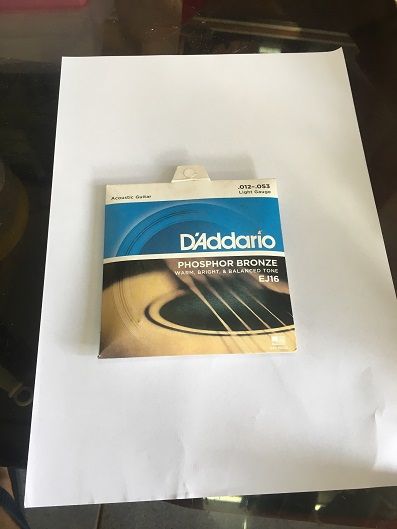 Acoustic Guitar
.012-.053
Light Gauge
D'Addario
PHOSPHOR BRONZE
WARM, BRIGHT, & BALANCED TONE
EJ16